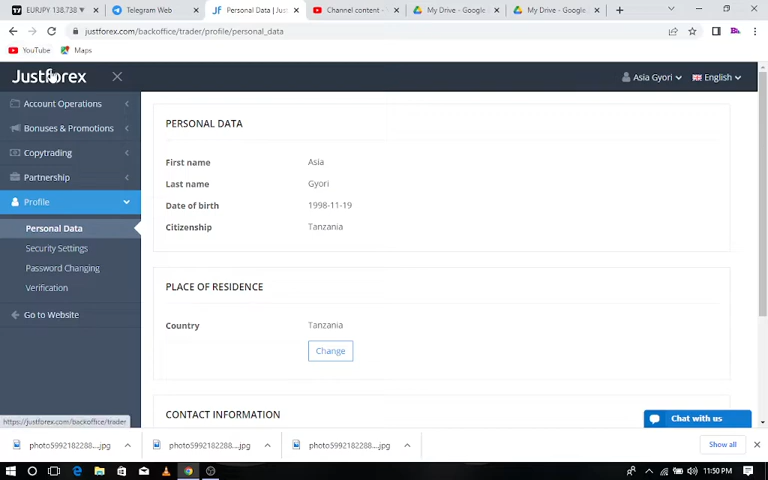 EURJPY 138.738
Telegram Web
Personal Data | Jus
Channel content -
My Drive - Google
My Drive - Google
justforex.com/backoffice/trader/profile/personal_data
YouTube
Maps
Justforex
Asia Gyori
English
Account Operations
Bonuses & Promotions
Copytrading
Partnership
Profile
Personal Data
Security Settings
Password Changing
Verification
Go to Website
PERSONAL DATA
First name Asia
Last name Gyori
Date of birth 1998-11-19
Citizenship Tanzania
PLACE OF RESIDENCE
Country Tanzania
Change
CONTACT INFORMATION
Chat with us
https://justforex.com/backoffice/trader
photo5992182288....jpg
photo5992182288....jpg
photo5992182288....jpg
Show all
11:50 PM